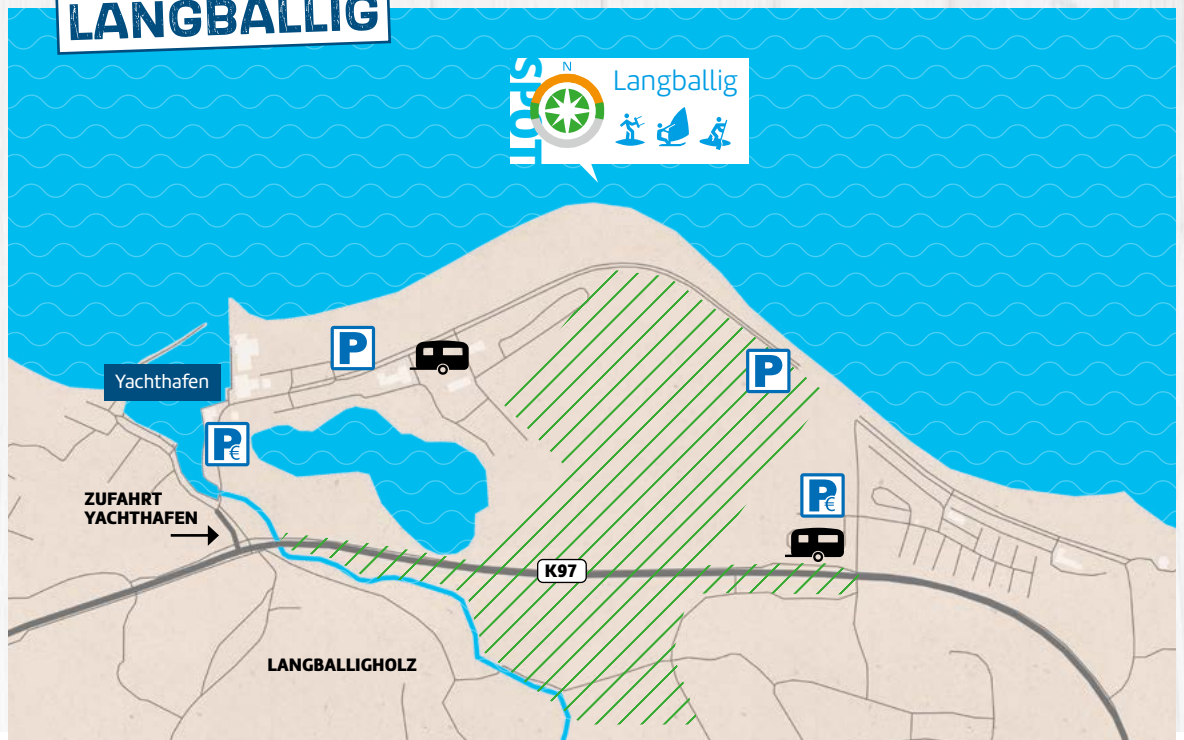 LANGBALLIG
SPOT
N
Langballig
P
P
Yachthafen
P€
P€
ZUFAHRT
YACHTHAFEN
K97
LANGBALLIGHOLZ